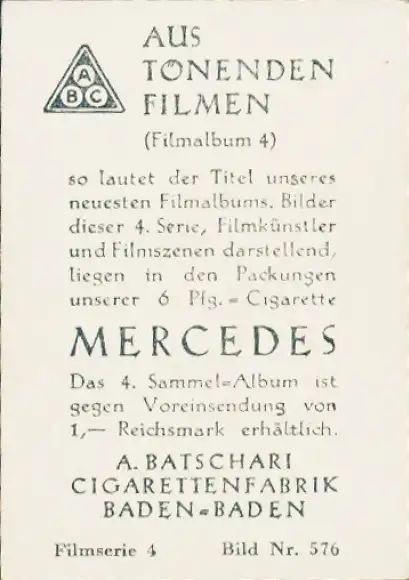 A
B C
AUS
TÖNENDEN
FILMEN
(Filmalbum 4)
so lautet der Titel unseres
neuesten Filmalbums. Bilder
dieser 4. Serie, Filmkünstler
und Filmszenen darstellend,
liegen in den Packungen
unserer 6 Pfg.=Cigarette
MERCEDES
Das 4. Sammel=Album ist
gegen Voreinsendung von
1,— Reichsmark erhältlich.
A. BATSCHARI
CIGARETTENFABRIK
BADEN=BADEN
Filmserie 4 Bild Nr. 576